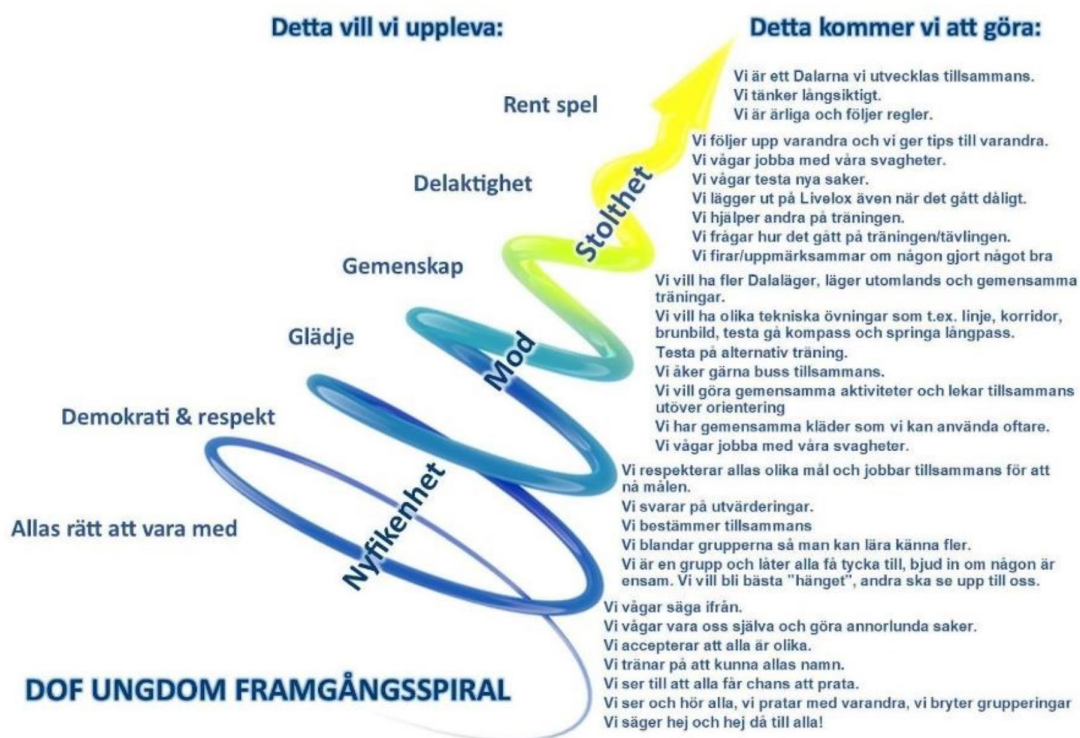 Detta vill vi uppleva:
Detta kommer vi att göra:
Rent spel
Delaktighet
Gemenskap
Glädje
Demokrati & respekt
Allas rätt att vara med
Stolthet
Mod
Nyfikenhet
Vi är ett Dalarna vi utvecklas tillsammans.
Vi tänker långsiktigt.
Vi är ärliga och följer regler.
Vi följer upp varandra och vi ger tips till varandra.
Vi vågar jobba med våra svagheter.
Vi vågar testa nya saker.
Vi lägger ut på Livelox även när det gått dåligt.
Vi hjälper andra på träningen.
Vi frågar hur det gått på träningen/tävlingen.
Vi firar/uppmärksammar om någon gjort något bra
Vi vill ha fler Dalaläger, läger utomlands och gemensamma
träningar.
Vi vill ha olika tekniska övningar som t.ex. linje, korridor,
brunbild, testa gå kompass och springa långpass.
Testa på alternativ träning.
Vi åker gärna buss tillsammans.
Vi vill göra gemensamma aktiviteter och lekar tillsammans
utöver orientering
Vi har gemensamma kläder som vi kan använda oftare.
Vi vågar jobba med våra svagheter.
Vi respekterar allas olika mål och jobbar tillsammans för att
nå målen.
Vi svarar på utvärderingar.
Vi bestämmer tillsammans
Vi blandar grupperna så man kan lära känna fler.
Vi är en grupp och låter alla få tycka till, bjud in om någon är
ensam. Vi vill bli bästa "hänget", andra ska se upp till oss.
Vi vågar säga ifrån.
Vi vågar vara oss själva och göra annorlunda saker.
Vi accepterar att alla är olika.
Vi tränar på att kunna allas namn.
Vi ser till att alla får chans att prata.
Vi ser och hör alla, vi pratar med varandra, vi bryter grupperingar
Vi säger hej och hej då till alla!
DOF UNGDOM FRAMGÅNGSSPIRAL